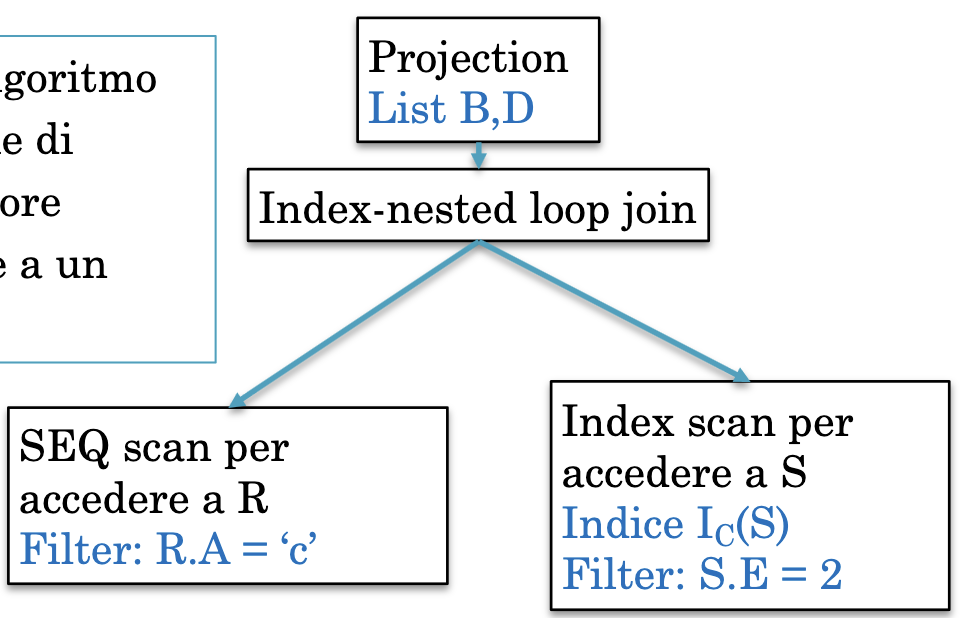 goritmo
e di
ore
e a un
Projection
List B,D
Index-nested loop join
SEQ scan per
accedere a R
Filter: R.A = ‘c’
Index scan per
accedere a S
Indice I_C(S)
Filter: S.E = 2